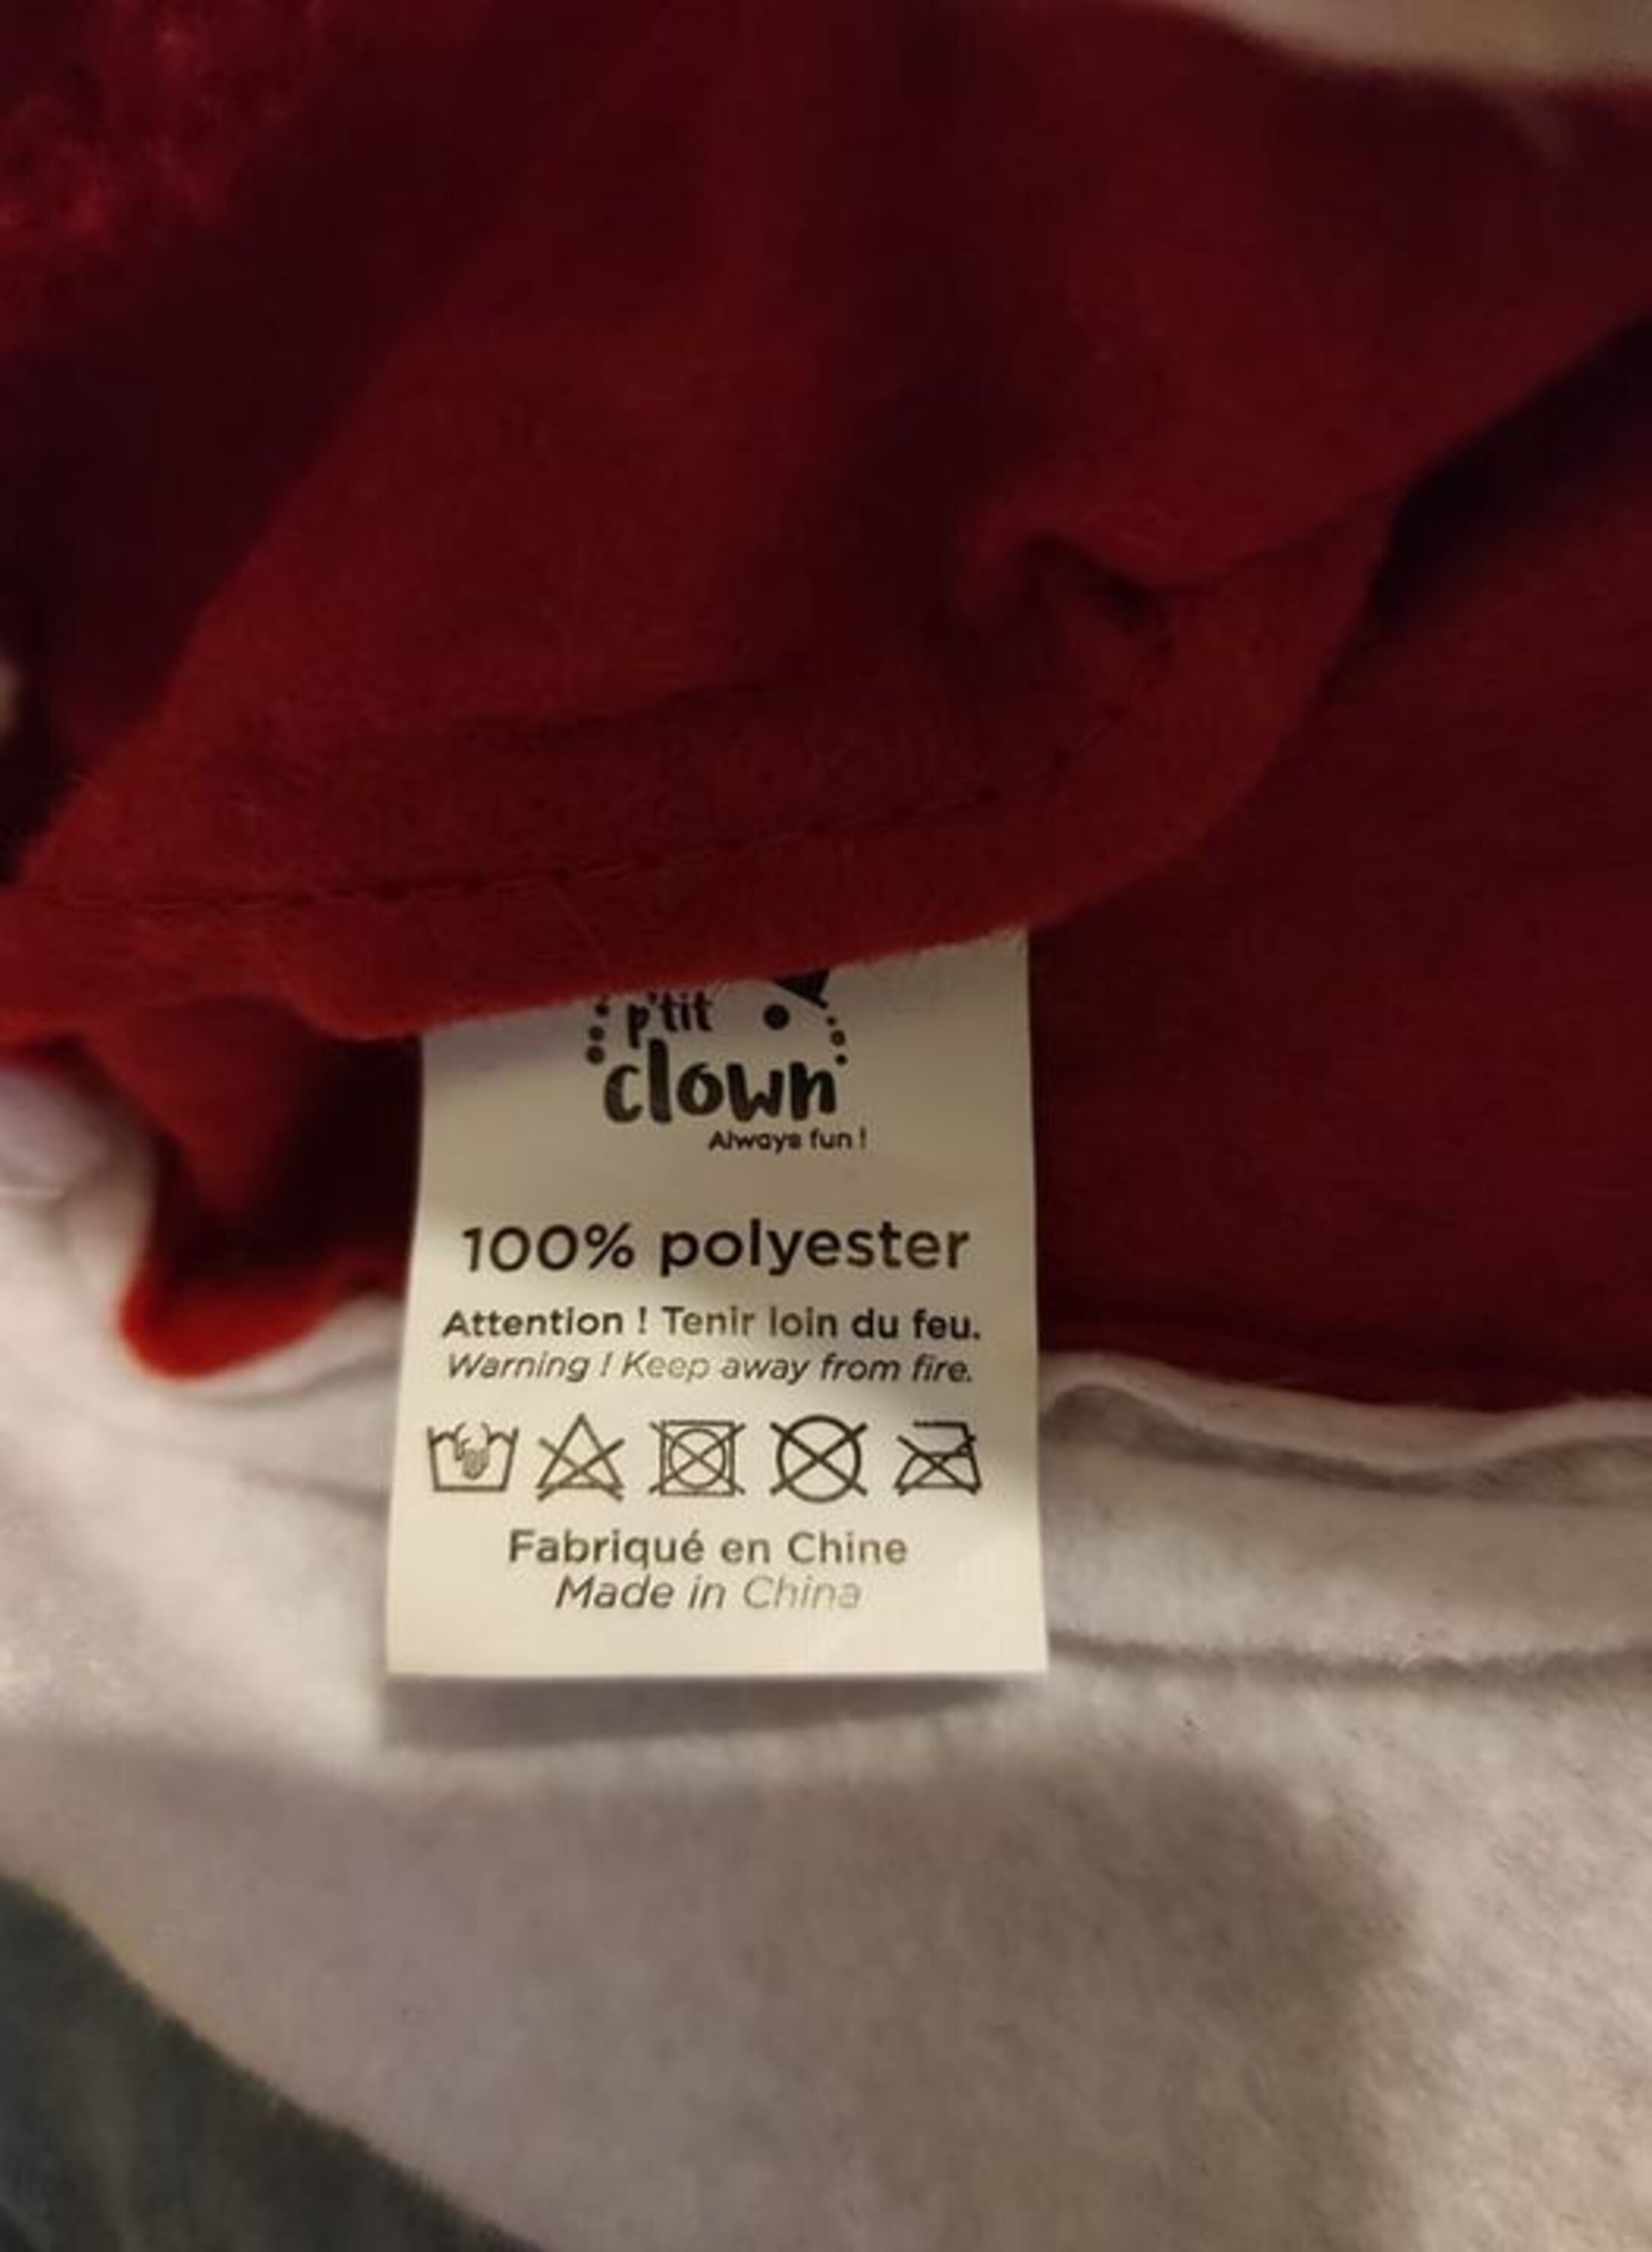 p'tit
clown
Always fun !
100% polyester
Attention ! Tenir loin du feu.
Warning ! Keep away from fire.
Fabriqué en Chine
Made in China